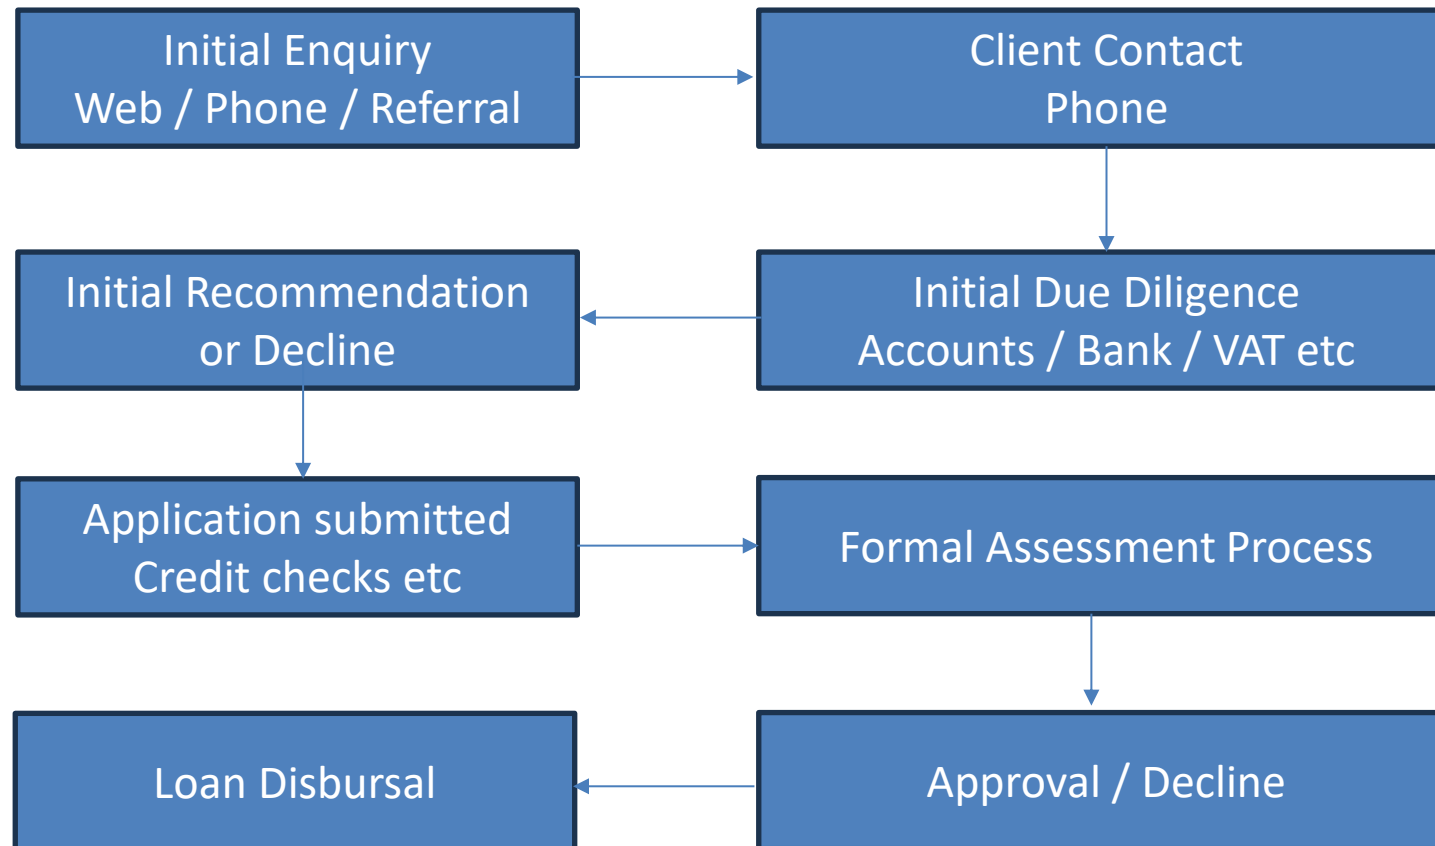 Initial Enquiry
Web / Phone / Referral
Client Contact
Phone
Initial Due Diligence
Accounts / Bank / VAT etc
Initial Recommendation
or Decline
Application submitted
Credit checks etc
Formal Assessment Process
Approval / Decline
Loan Disbursal